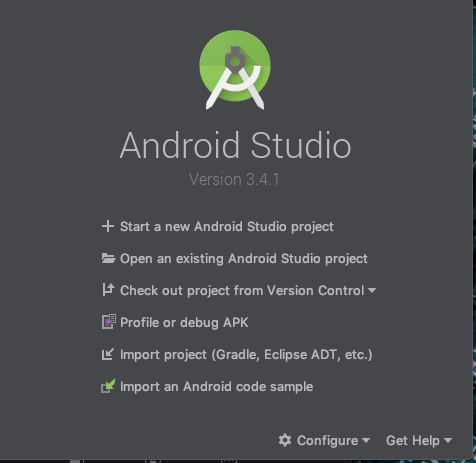 Android Studio
Version 3.4.1
Start a new Android Studio project
Open an existing Android Studio project
Check out project from Version Control
Profile or debug APK
Import project (Gradle, Eclipse ADT, etc.)
Import an Android code sample
Configure Get Help